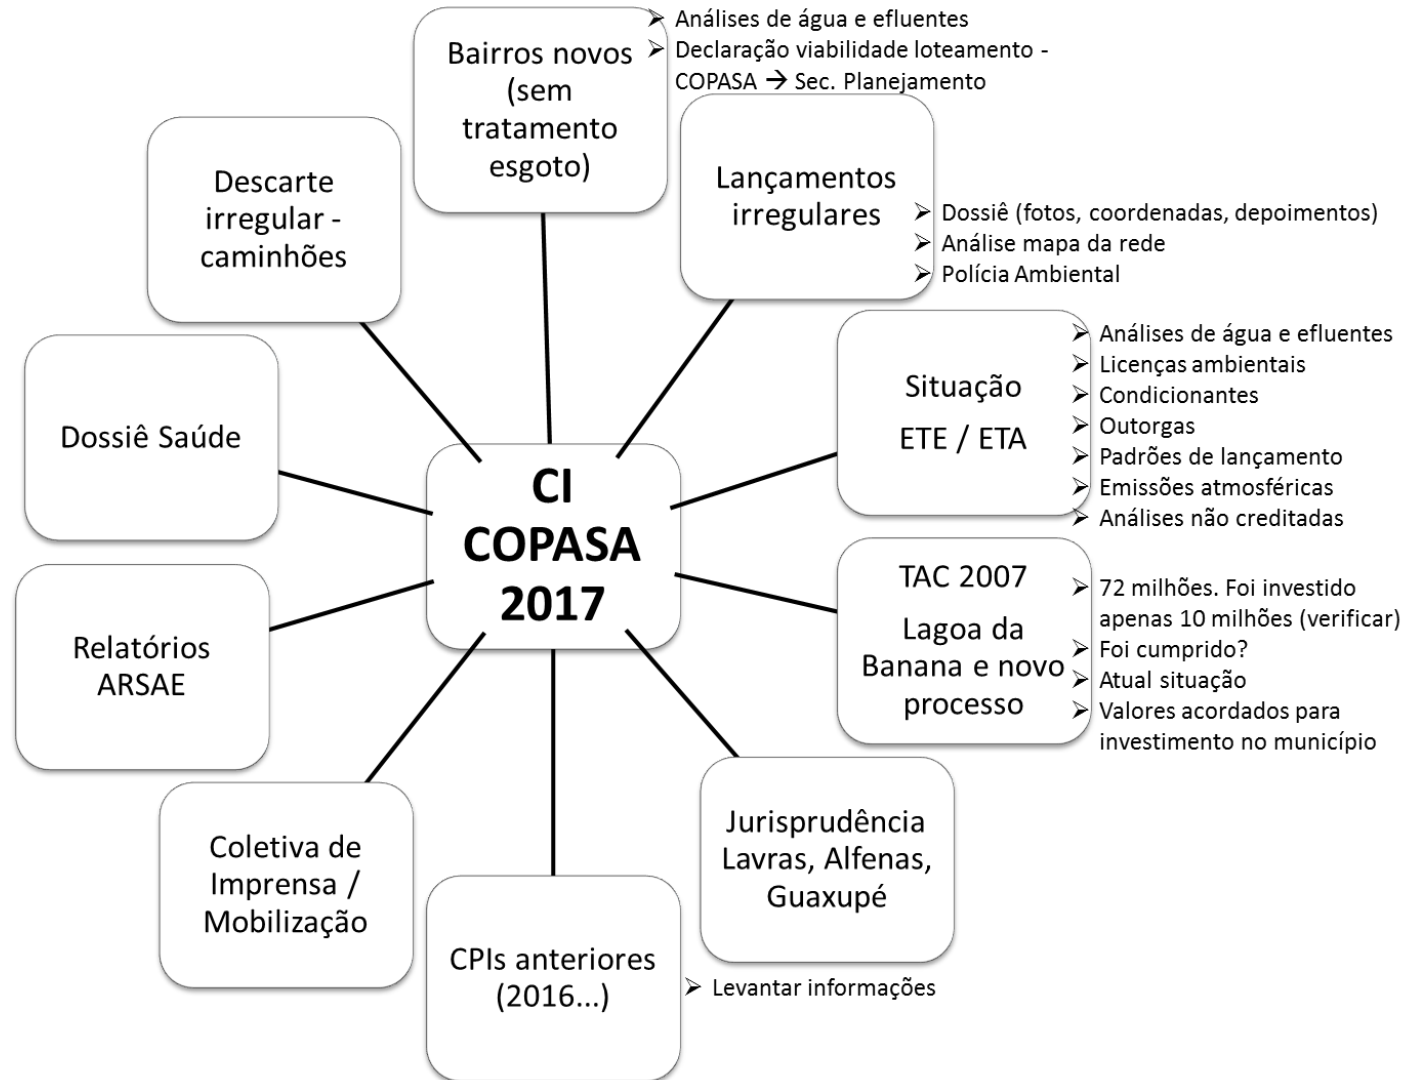 Bairros novos
(sem
tratamento
esgoto)
➢ Análises de água e efluentes
➢ Declaração viabilidade loteamento -
COPASA → Sec. Planejamento
Lançamentos
irregulares
➢ Dossiê (fotos, coordenadas, depoimentos)
➢ Análise mapa da rede
➢ Polícia Ambiental
Situação
ETE / ETA
➢ Análises de água e efluentes
➢ Licenças ambientais
➢ Condicionantes
➢ Outorgas
➢ Padrões de lançamento
➢ Emissões atmosféricas
➢ Análises não creditadas
TAC 2007
Lagoa da
Banana e novo
processo
➢ 72 milhões. Foi investido
apenas 10 milhões (verificar)
➢ Foi cumprido?
➢ Atual situação
➢ Valores acordados para
investimento no município
Jurisprudência
Lavras, Alfenas,
Guaxupé
CPIs anteriores
(2016...)
➢ Levantar informações
Coletiva de
Imprensa /
Mobilização
Relatórios
ARSAE
Dossiê Saúde
Descarte
irregular -
caminhões
CI
COPASA
2017